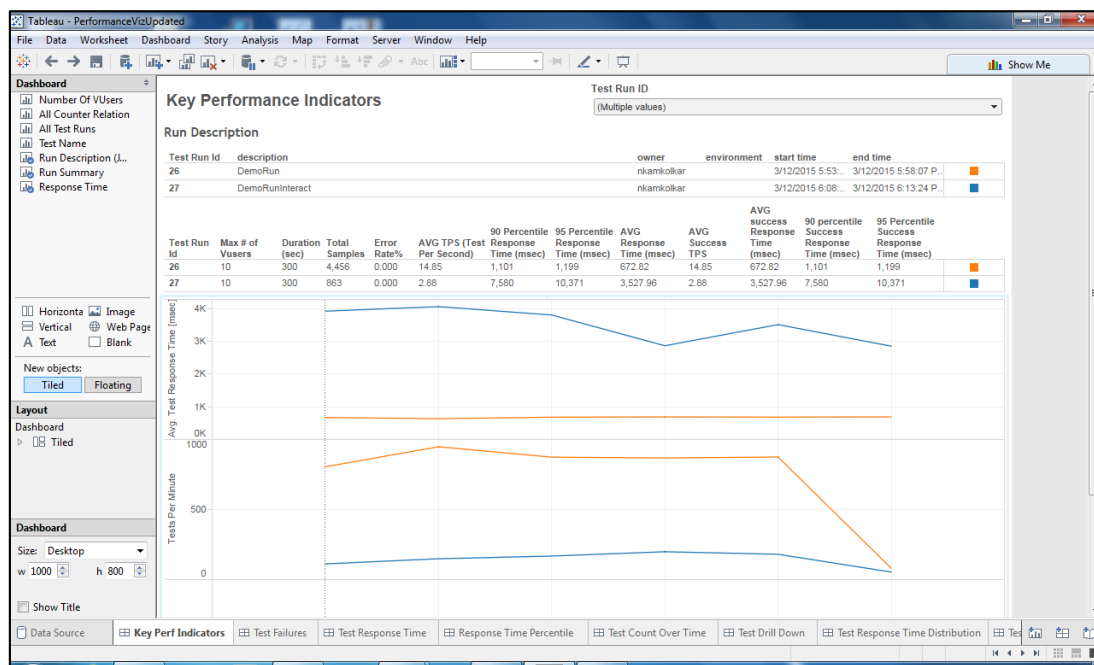 Tableau - PerformanceVizUpdated
File Data Worksheet Dashboard Story Analysis Map Format Server Window Help
Abc
Show Me
Dashboard
Number Of VUsers
All Counter Relation
All Test Runs
Test Name
Run Description (J...
Run Summary
Response Time
Horizonta Image
Vertical Web Page
A Text Blank
New objects:
Tiled Floating
Layout
Dashboard
Tiled
Dashboard
Size: Desktop
w 1000 h 800
Show Title
Key Performance Indicators
Test Run ID
(Multiple values)
Run Description
Test Run Id description owner environment start time end time
26 DemoRun nkamkolkar 3/12/2015 5:53:.. 3/12/2015 5:58:07 P..
27 DemoRunInteract nkamkolkar 3/12/2015 6:08:.. 3/12/2015 6:13:24 P..
Test Run Id Max # of Vusers Duration (sec) Total Samples Error Rate% AVG TPS (Test Per Second) 90 Percentile Response Time (msec) 95 Percentile Response Time (msec) AVG Response Time (msec) AVG Success TPS AVG success Response Time (msec) 90 percentile Success Response Time (msec) 95 Percentile Success Response Time (msec)
26 10 300 4,456 0.000 14.85 1,101 1,199 672.82 14.85 672.82 1,101 1,199
27 10 300 863 0.000 2.88 7,580 10,371 3,527.96 2.88 3,527.96 7,580 10,371
Avg. Test Response Time [msec]
4K
3K
2K
1K
0K
Tests Per Minute
1000
500
0
Data Source Key Perf Indicators Test Failures Test Response Time Response Time Percentile Test Count Over Time Test Drill Down Test Response Time Distribution Tes